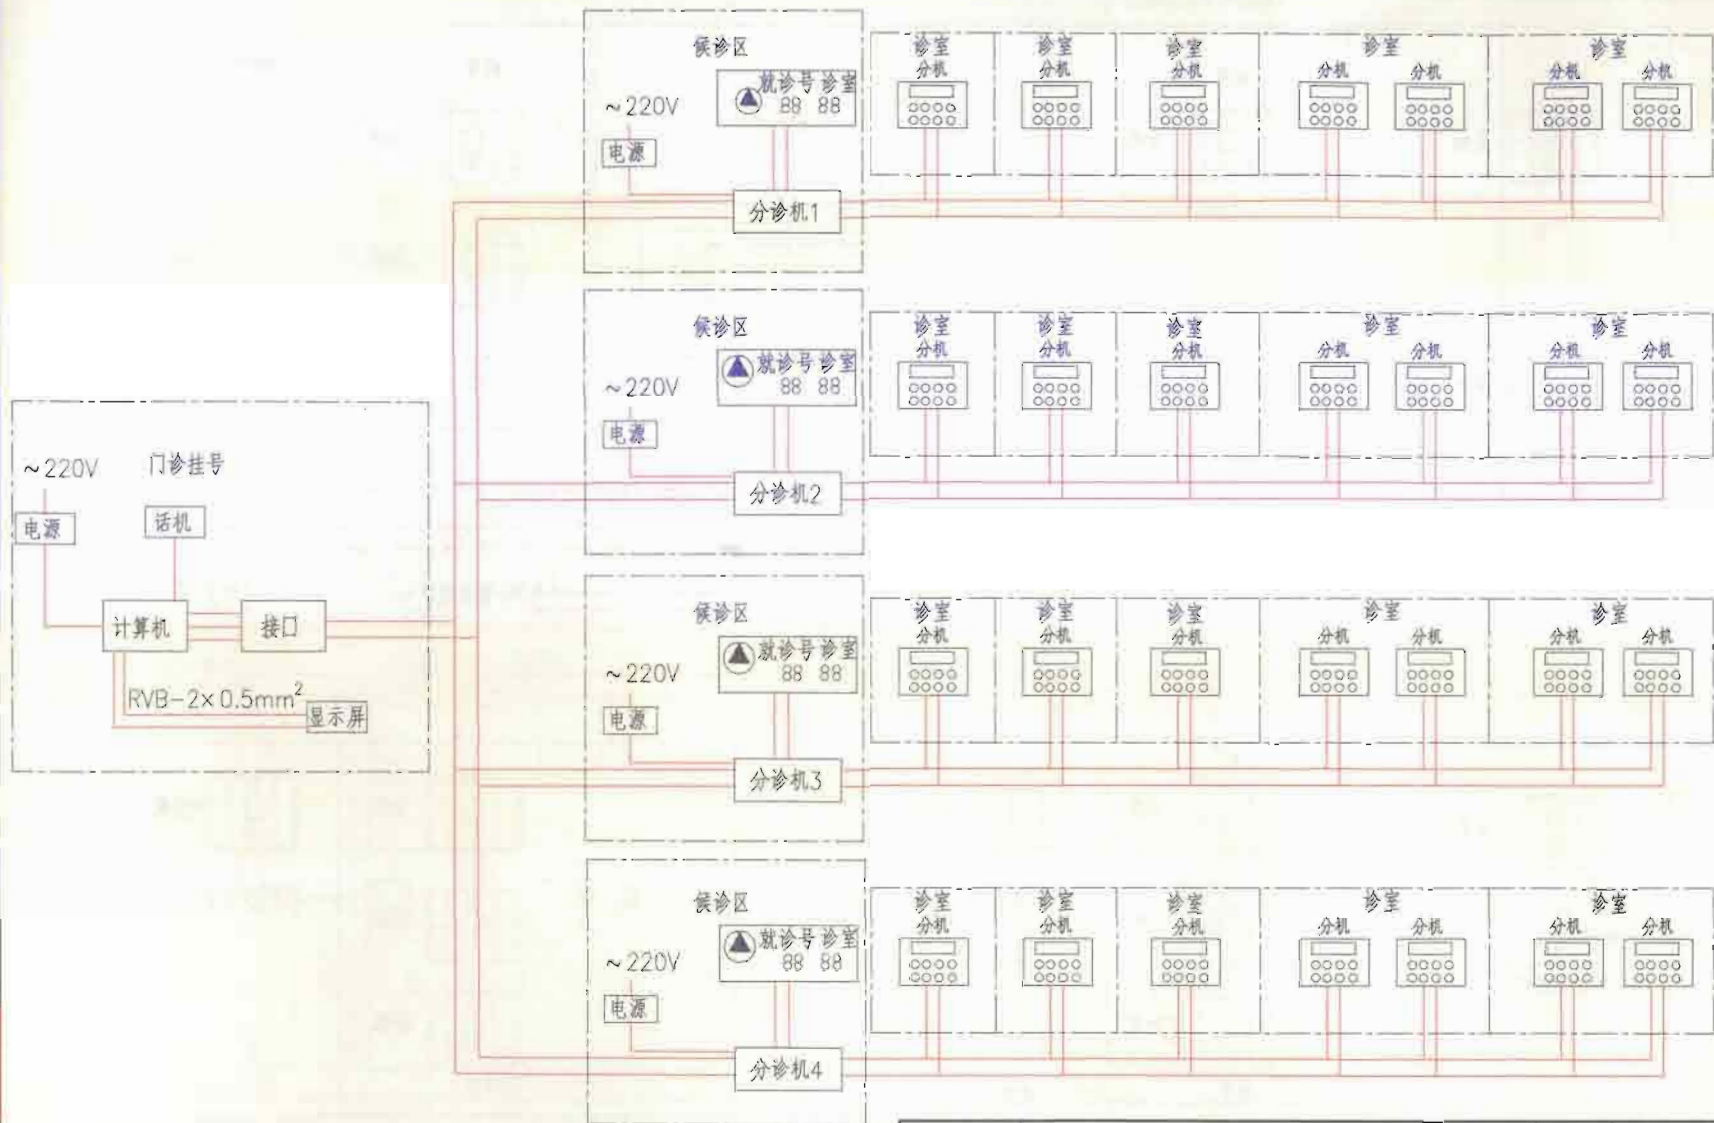 候诊区
就诊号 诊室
88 88
~220V
电源
分诊机1
诊室
分机
诊室
分机
诊室
分机
诊室
分机 分机
诊室
分机 分机
候诊区
就诊号 诊室
88 88
~220V
电源
分诊机2
诊室
分机
诊室
分机
诊室
分机
诊室
分机 分机
诊室
分机 分机
~220V
门诊挂号
电源
话机
计算机
接口
RVB-2×0.5mm²
显示屏
候诊区
就诊号 诊室
88 88
~220V
电源
分诊机3
诊室
分机
诊室
分机
诊室
分机
诊室
分机 分机
诊室
分机 分机
候诊区
就诊号 诊室
88 88
~220V
电源
分诊机4
诊室
分机
诊室
分机
诊室
分机
诊室
分机 分机
诊室
分机 分机